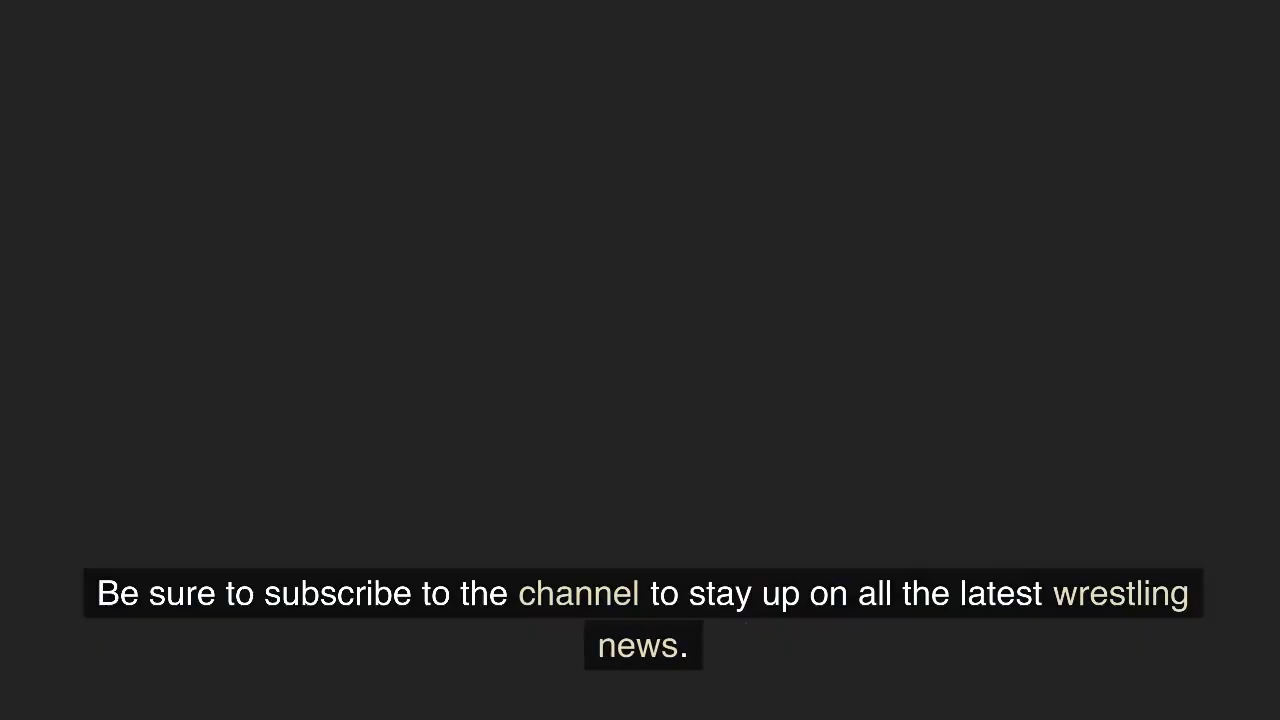 Be sure to subscribe to the channel to stay up on all the latest wrestling
news.